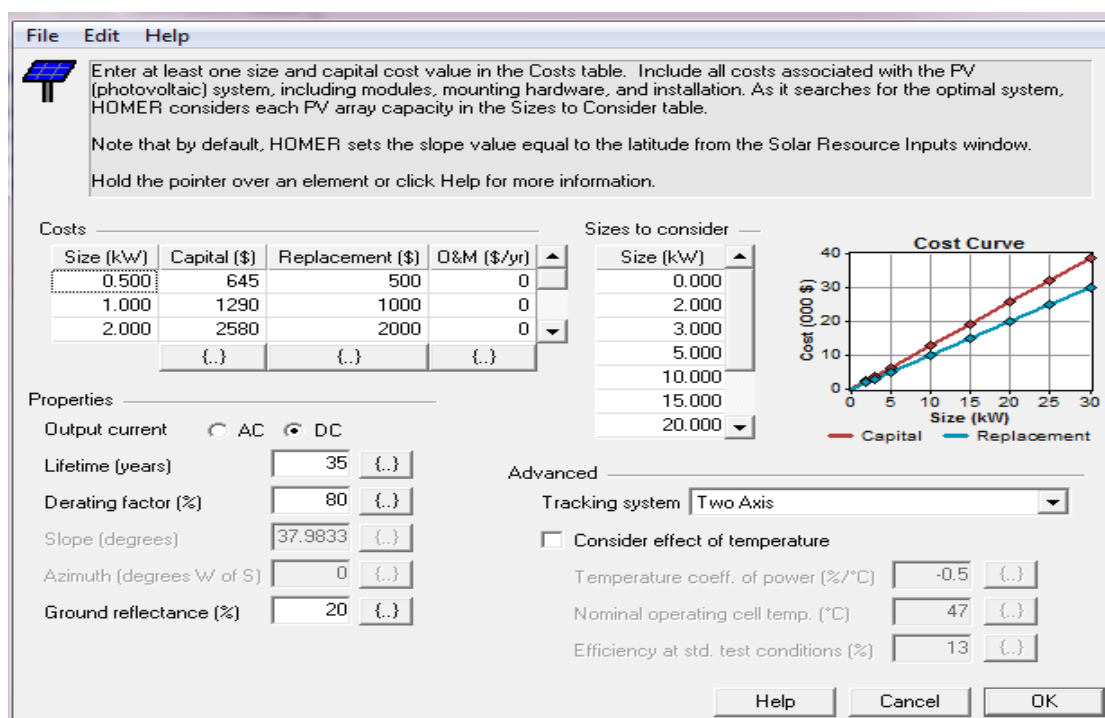 File Edit Help
Enter at least one size and capital cost value in the Costs table. Include all costs associated with the PV
(photovoltaic) system, including modules, mounting hardware, and installation. As it searches for the optimal system,
HOMER considers each PV array capacity in the Sizes to Consider table.
Note that by default, HOMER sets the slope value equal to the latitude from the Solar Resource Inputs window.
Hold the pointer over an element or click Help for more information.
Costs
Size (kW) Capital ($) Replacement ($) O&M ($/yr)
0.500 645 500 0
1.000 1290 1000 0
2.000 2580 2000 0
{..} {..} {..}
Sizes to consider
Size (kW)
0.000
2.000
3.000
5.000
10.000
15.000
20.000
Cost Curve
Cost (000 $)
40
30
20
10
0
0 5 10 15 20 25 30
Size (kW)
Capital Replacement
Properties
Output current AC DC
Lifetime (years) 35 {..}
Derating factor (%) 80 {..}
Slope (degrees) 37.9833 {..}
Azimuth (degrees W of S) 0 {..}
Ground reflectance (%) 20 {..}
Advanced
Tracking system Two Axis
Consider effect of temperature
Temperature coeff. of power (%/°C) -0.5 {..}
Nominal operating cell temp. (°C) 47 {..}
Efficiency at std. test conditions (%) 13 {..}
Help Cancel OK